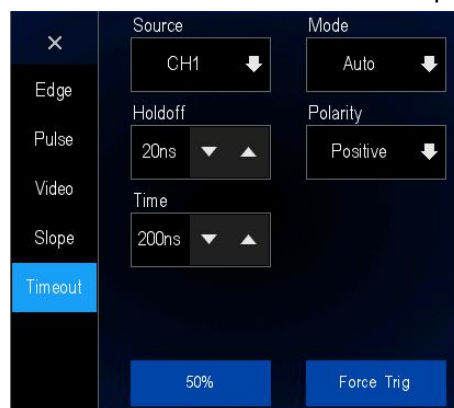 ×
Edge
Pulse
Video
Slope
Timeout
Source
CH1
Mode
Auto
Holdoff
20ns
Polarity
Positive
Time
200ns
50%
Force Trig